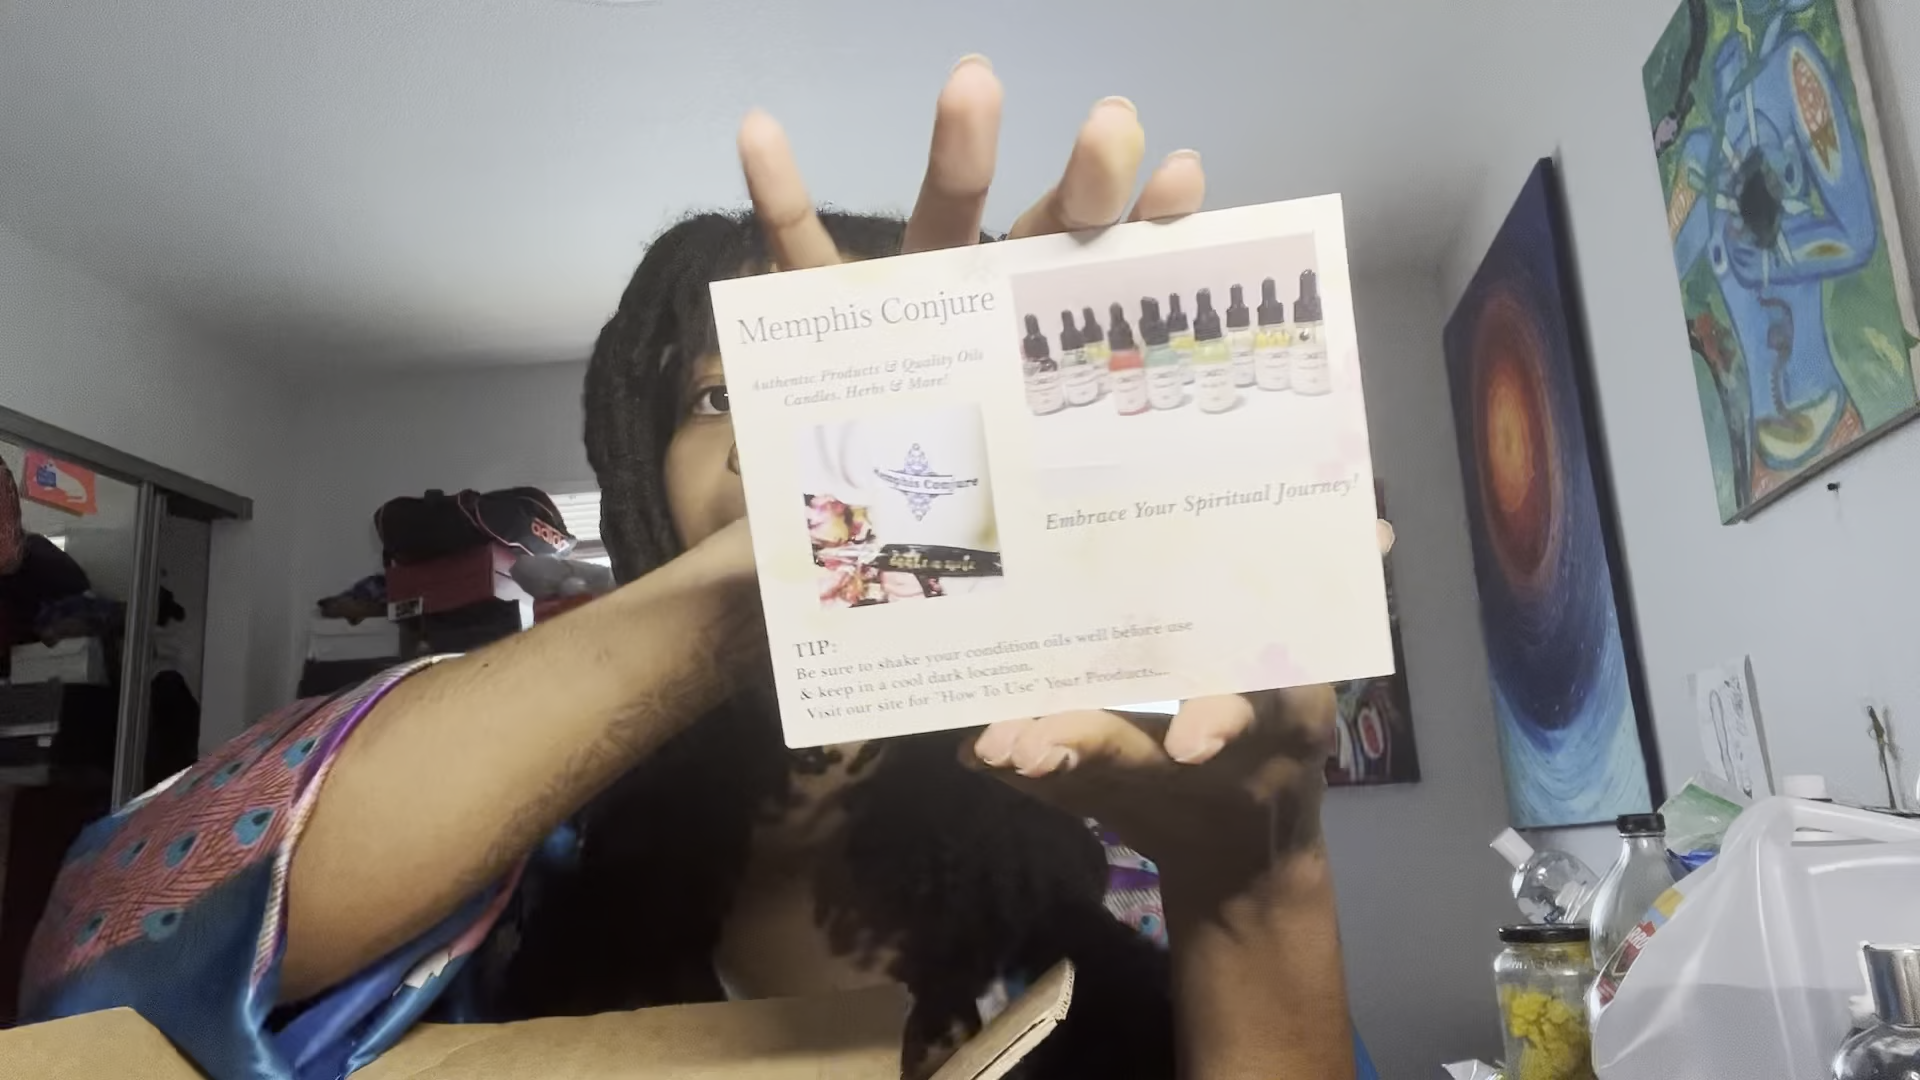 Memphis Conjure
Authentic Products & Quality Oils
Candles, Herbs & More!
Memphis Conjure
Embrace Your Spiritual Journey!
TIP:
Be sure to shake your condition oils well before use
& keep in a cool dark location.
Visit our site for "How To Use" Your Products...
adidas